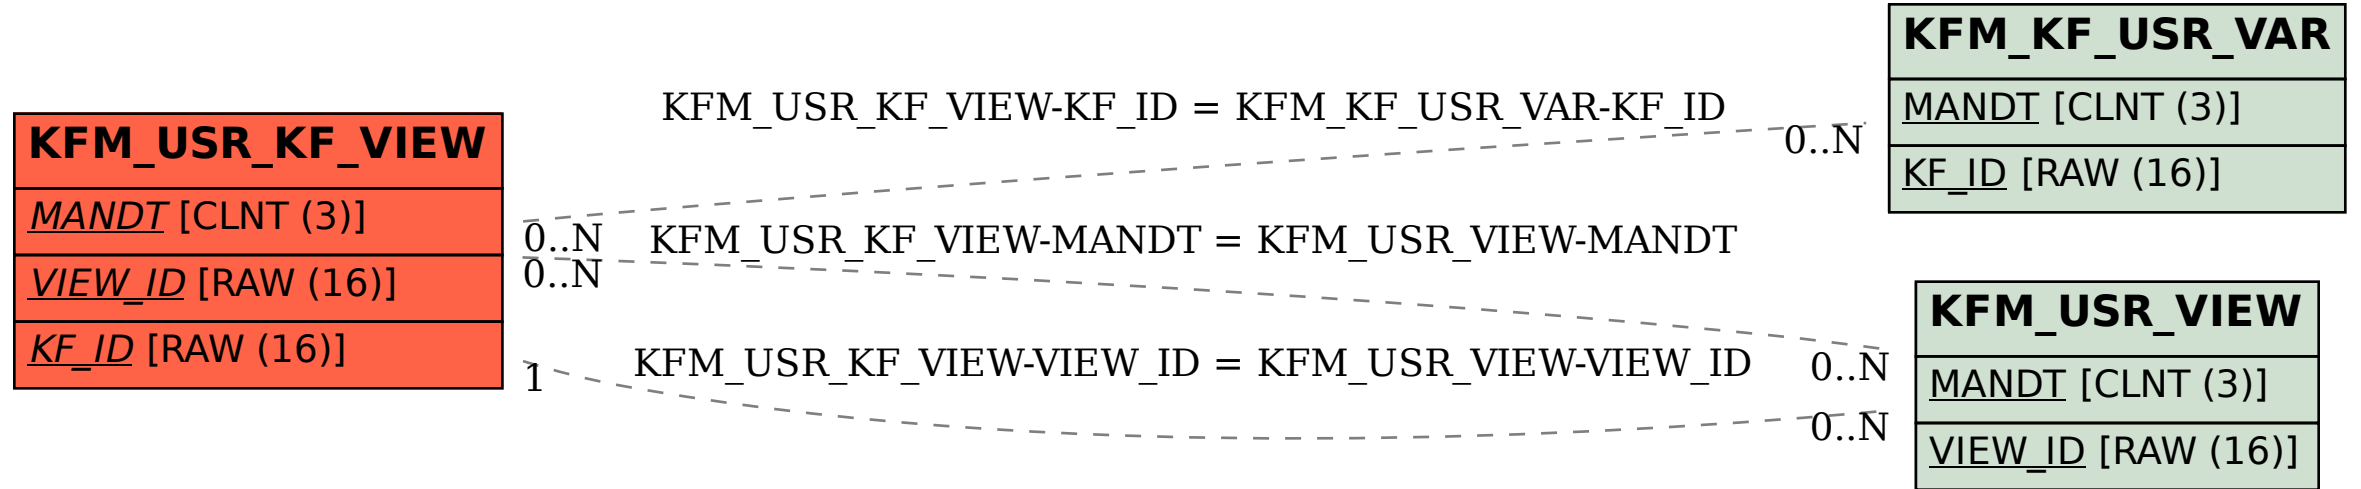 KFM_USR_KF_VIEW
MANDT [CLNT (3)]
VIEW_ID [RAW (16)]
KF_ID [RAW (16)]
KFM_USR_KF_VIEW-KF_ID = KFM_KF_USR_VAR-KF_ID
0..N
0..N
KFM_USR_KF_VIEW-MANDT = KFM_USR_VIEW-MANDT
0..N
0..N
KFM_USR_KF_VIEW-VIEW_ID = KFM_USR_VIEW-VIEW_ID
1
0..N
KFM_KF_USR_VAR
MANDT [CLNT (3)]
KF_ID [RAW (16)]
KFM_USR_VIEW
MANDT [CLNT (3)]
VIEW_ID [RAW (16)]